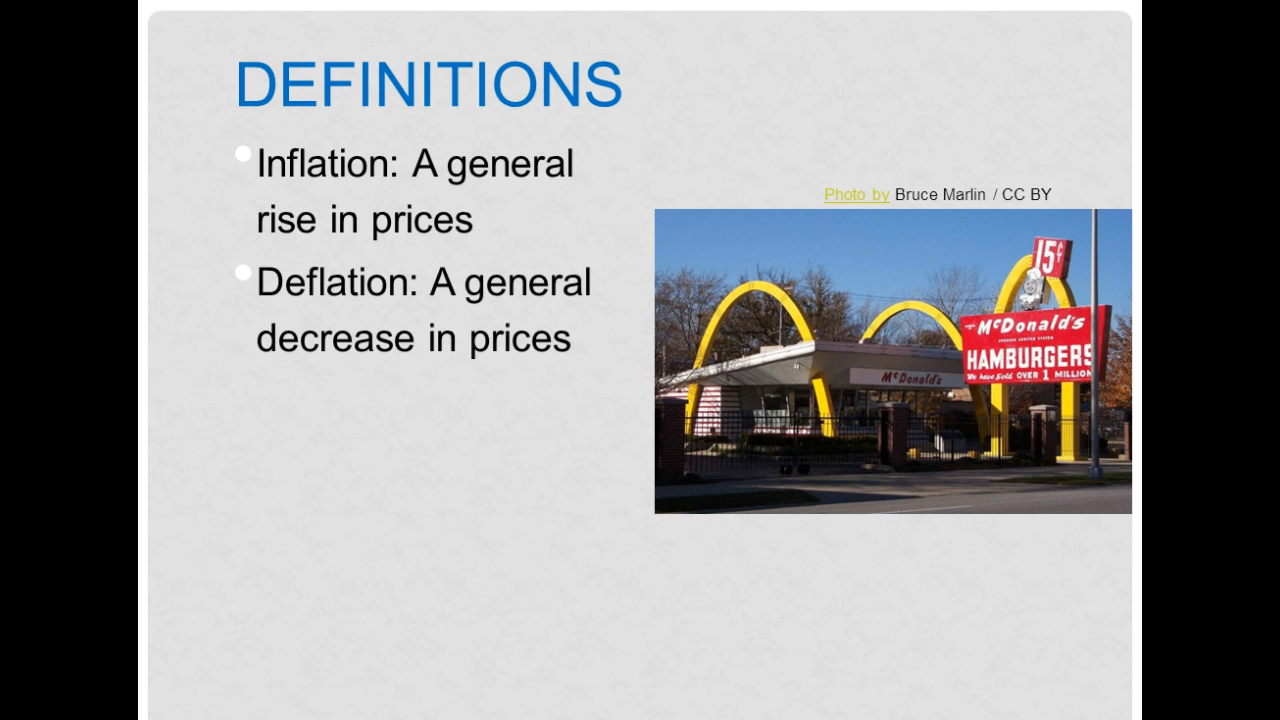 DEFINITIONS
Inflation: A general
rise in prices
Deflation: A general
decrease in prices
Photo by Bruce Marlin / CC BY
15¢
McDonald's
HAMBURGERS
We have Sold OVER 1 MILLION
McDonald's